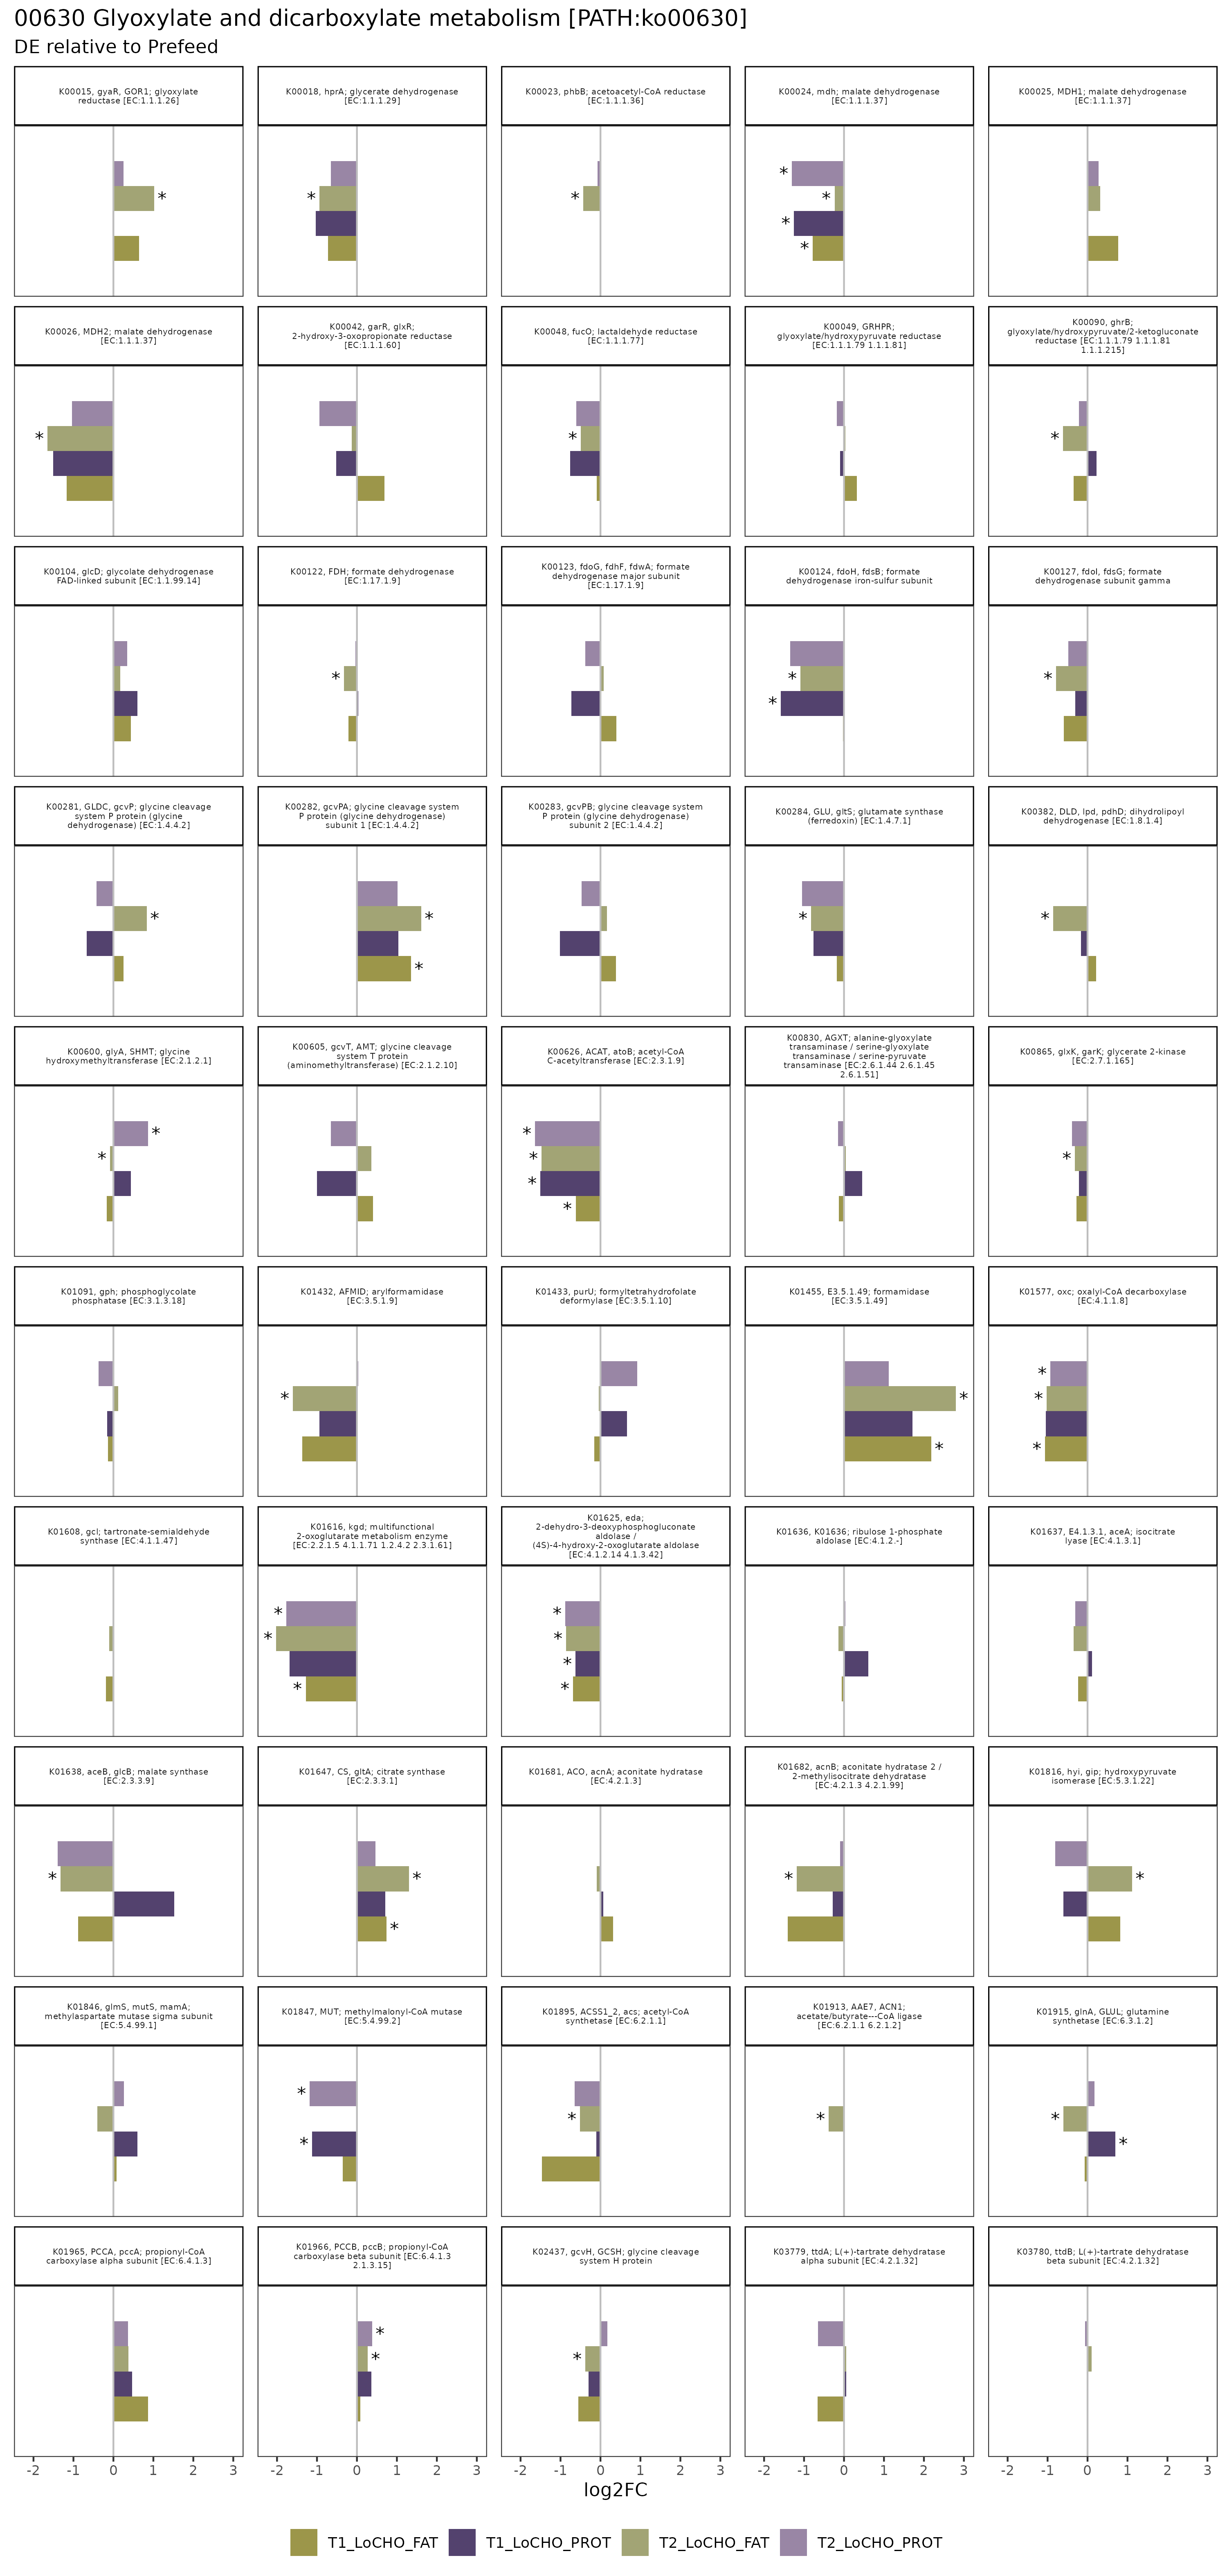 00630 Glyoxylate and dicarboxylate metabolism [PATH:ko00630]
DE relative to Prefeed
K00015, gyaR, GOR1; glyoxylate
reductase [EC:1.1.1.26]
K00018, hprA; glycerate dehydrogenase
[EC:1.1.1.29]
K00023, phbB; acetoacetyl-CoA reductase
[EC:1.1.1.36]
K00024, mdh; malate dehydrogenase
[EC:1.1.1.37]
K00025, MDH1; malate dehydrogenase
[EC:1.1.1.37]
*
*
*
*
*
*
*
K00026, MDH2; malate dehydrogenase
[EC:1.1.1.37]
K00042, garR, glxR;
2-hydroxy-3-oxopropionate reductase
[EC:1.1.1.60]
K00048, fucO; lactaldehyde reductase
[EC:1.1.1.77]
K00049, GRHPR;
glyoxylate/hydroxypyruvate reductase
[EC:1.1.1.79 1.1.1.81]
K00090, ghrB;
glyoxylate/hydroxypyruvate/2-ketogluconate
reductase [EC:1.1.1.79 1.1.1.81
1.1.1.215]
*
*
*
K00104, glcD; glycolate dehydrogenase
FAD-linked subunit [EC:1.1.99.14]
K00122, FDH; formate dehydrogenase
[EC:1.17.1.9]
K00123, fdoG, fdhF, fdwA; formate
dehydrogenase major subunit
[EC:1.17.1.9]
K00124, fdoH, fdsB; formate
dehydrogenase iron-sulfur subunit
K00127, fdoI, fdsG; formate
dehydrogenase subunit gamma
*
*
*
*
K00281, GLDC, gcvP; glycine cleavage
system P protein (glycine
dehydrogenase) [EC:1.4.4.2]
K00282, gcvPA; glycine cleavage system
P protein (glycine dehydrogenase)
subunit 1 [EC:1.4.4.2]
K00283, gcvPB; glycine cleavage system
P protein (glycine dehydrogenase)
subunit 2 [EC:1.4.4.2]
K00284, GLU, gltS; glutamate synthase
(ferredoxin) [EC:1.4.7.1]
K00382, DLD, lpd, pdhD; dihydrolipoyl
dehydrogenase [EC:1.8.1.4]
*
*
*
*
*
K00600, glyA, SHMT; glycine
hydroxymethyltransferase [EC:2.1.2.1]
K00605, gcvT, AMT; glycine cleavage
system T protein
(aminomethyltransferase) [EC:2.1.2.10]
K00626, ACAT, atoB; acetyl-CoA
C-acetyltransferase [EC:2.3.1.9]
K00830, AGXT; alanine-glyoxylate
transaminase / serine-glyoxylate
transaminase / serine-pyruvate
transaminase [EC:2.6.1.44 2.6.1.45
2.6.1.51]
K00865, glxK, garK; glycerate 2-kinase
[EC:2.7.1.165]
*
*
*
*
*
*
*
K01091, gph; phosphoglycolate
phosphatase [EC:3.1.3.18]
K01432, AFMID; arylformamidase
[EC:3.5.1.9]
K01433, purU; formyltetrahydrofolate
deformylase [EC:3.5.1.10]
K01455, E3.5.1.49; formamidase
[EC:3.5.1.49]
K01577, oxc; oxalyl-CoA decarboxylase
[EC:4.1.1.8]
*
*
*
*
*
*
K01608, gcl; tartronate-semialdehyde
synthase [EC:4.1.1.47]
K01616, kgd; multifunctional
2-oxoglutarate metabolism enzyme
[EC:2.2.1.5 4.1.1.71 1.2.4.2 2.3.1.61]
K01625, eda;
2-dehydro-3-deoxyphosphogluconate
aldolase /
(4S)-4-hydroxy-2-oxoglutarate aldolase
[EC:4.1.2.14 4.1.3.42]
K01636, K01636; ribulose 1-phosphate
aldolase [EC:4.1.2.-]
K01637, E4.1.3.1, aceA; isocitrate
lyase [EC:4.1.3.1]
*
*
*
*
*
*
*
K01638, aceB, glcB; malate synthase
[EC:2.3.3.9]
K01647, CS, gltA; citrate synthase
[EC:2.3.3.1]
K01681, ACO, acnA; aconitate hydratase
[EC:4.2.1.3]
K01682, acnB; aconitate hydratase 2 /
2-methylisocitrate dehydratase
[EC:4.2.1.3 4.2.1.99]
K01816, hyi, gip; hydroxypyruvate
isomerase [EC:5.3.1.22]
*
*
*
*
*
K01846, glmS, mutS, mamA;
methylaspartate mutase sigma subunit
[EC:5.4.99.1]
K01847, MUT; methylmalonyl-CoA mutase
[EC:5.4.99.2]
K01895, ACSS1_2, acs; acetyl-CoA
synthetase [EC:6.2.1.1]
K01913, AAE7, ACN1;
acetate/butyrate---CoA ligase
[EC:6.2.1.1 6.2.1.2]
K01915, glnA, GLUL; glutamine
synthetase [EC:6.3.1.2]
*
*
*
*
*
*
K01965, PCCA, pccA; propionyl-CoA
carboxylase alpha subunit [EC:6.4.1.3]
K01966, PCCB, pccB; propionyl-CoA
carboxylase beta subunit [EC:6.4.1.3
2.1.3.15]
K02437, gcvH, GCSH; glycine cleavage
system H protein
K03779, ttdA; L(+)-tartrate dehydratase
alpha subunit [EC:4.2.1.32]
K03780, ttdB; L(+)-tartrate dehydratase
beta subunit [EC:4.2.1.32]
*
*
*
-2 -1 0 1 2 3
-2 -1 0 1 2 3
-2 -1 0 1 2 3
-2 -1 0 1 2 3
-2 -1 0 1 2 3
log2FC
T1_LoCHO_FAT T1_LoCHO_PROT T2_LoCHO_FAT T2_LoCHO_PROT